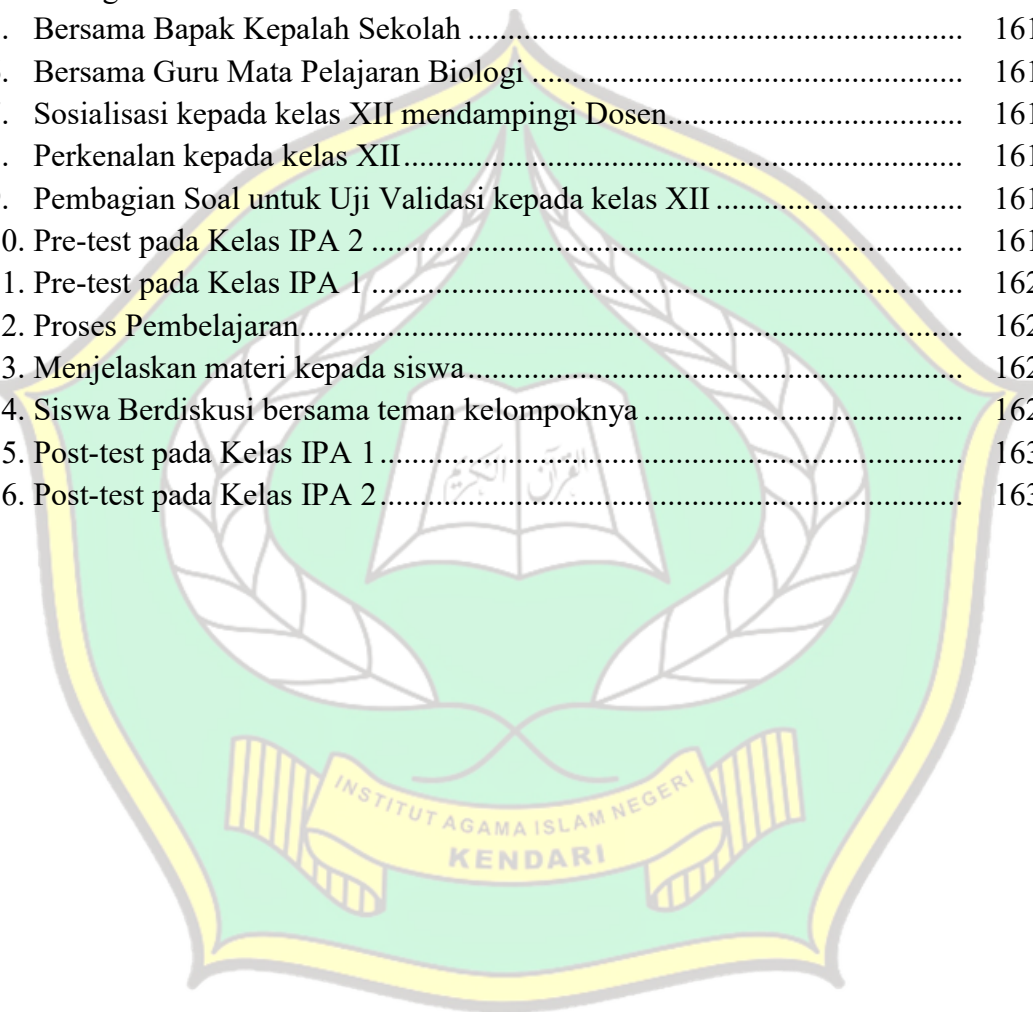 . Bersama Bapak Kepalah Sekolah ............................................................. 161
. Bersama Guru Mata Pelajaran Biologi ..................................................... 161
. Sosialisasi kepada kelas XII mendampingi Dosen.................................... 161
. Perkenalan kepada kelas XII..................................................................... 161
. Pembagian Soal untuk Uji Validasi kepada kelas XII .............................. 161
0. Pre-test pada Kelas IPA 2 ........................................................................ 161
1. Pre-test pada Kelas IPA 1 ........................................................................ 162
2. Proses Pembelajaran................................................................................. 162
3. Menjelaskan materi kepada siswa............................................................. 162
4. Siswa Berdiskusi bersama teman kelompoknya ....................................... 162
5. Post-test pada Kelas IPA 1....................................................................... 163
6. Post-test pada Kelas IPA 2....................................................................... 163
القرآن الكريم
INSTITUT AGAMA ISLAM NEGERI
KENDARI